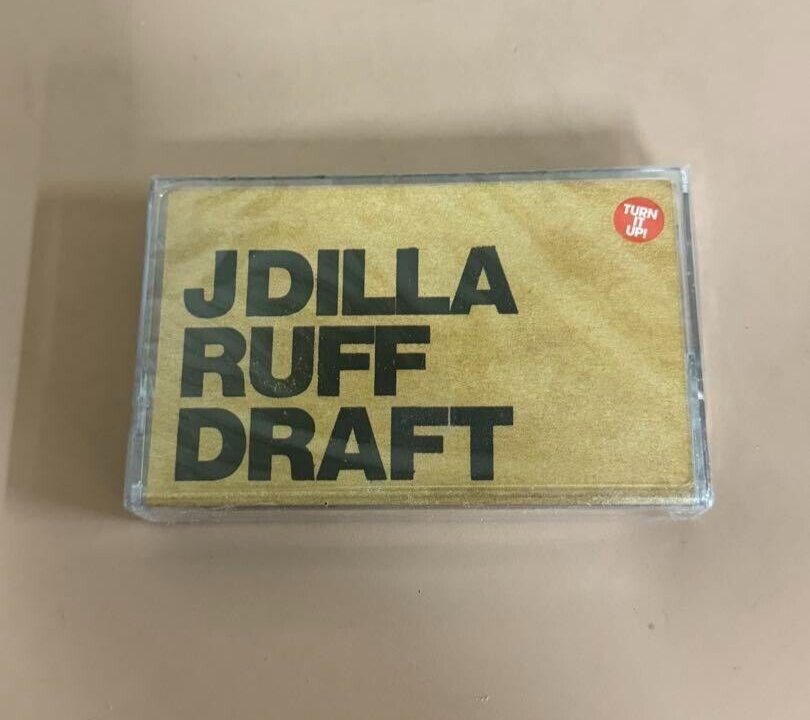 TURN
IT
UP!
J DILLA
RUFF
DRAFT